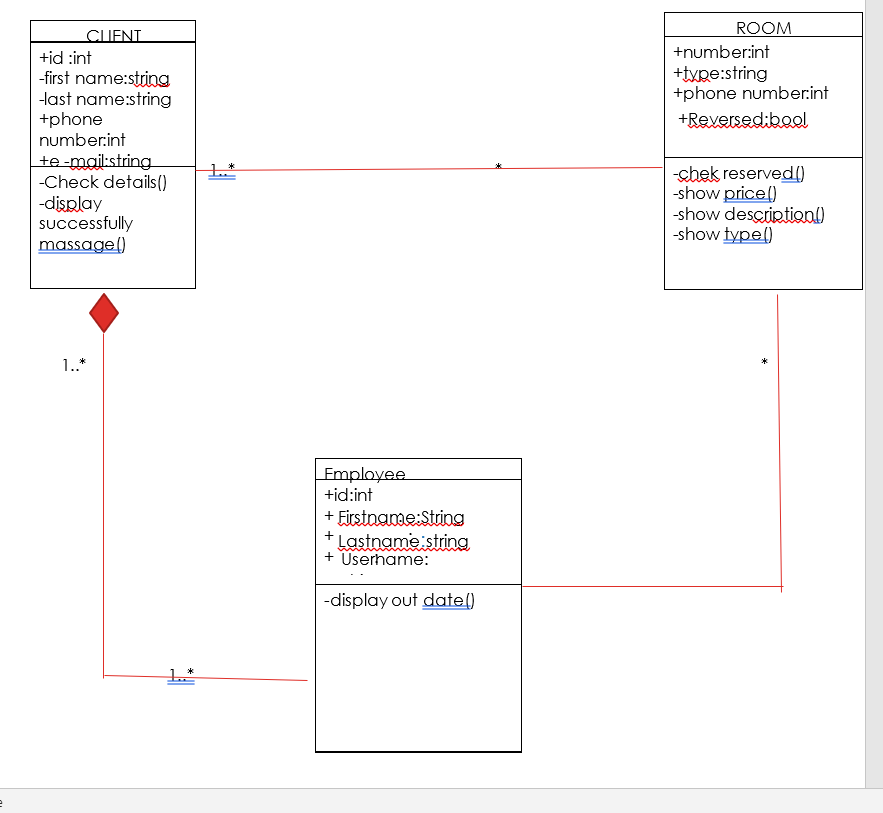 CLIENT
+id :int
-first name:string
-last name:string
+phone
number:int
+e -mail:string
-Check details()
-display
successfully
massage()
ROOM
+number:int
+type:string
+phone number:int
+Reversed:bool
-chek reserved()
-show price()
-show description()
-show type()
1..*
*
1..*
*
Employee
+id:int
+ Firstname:String
+ Lastname:string
+ Username:
-display out date()
1..*
e